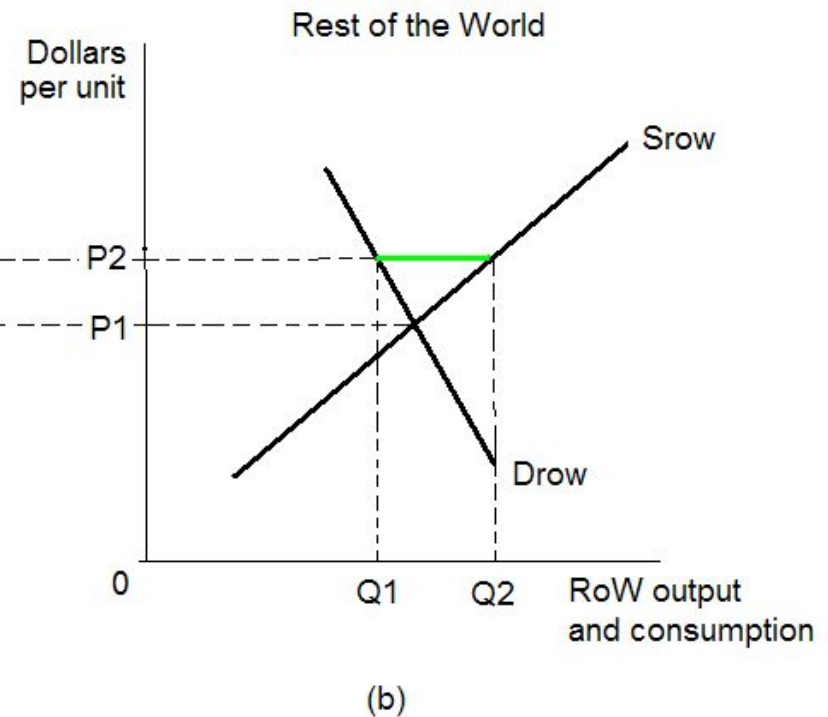 Rest of the World
Dollars
per unit
Srow
P2
P1
Drow
0
Q1
Q2
RoW output
and consumption
(b)